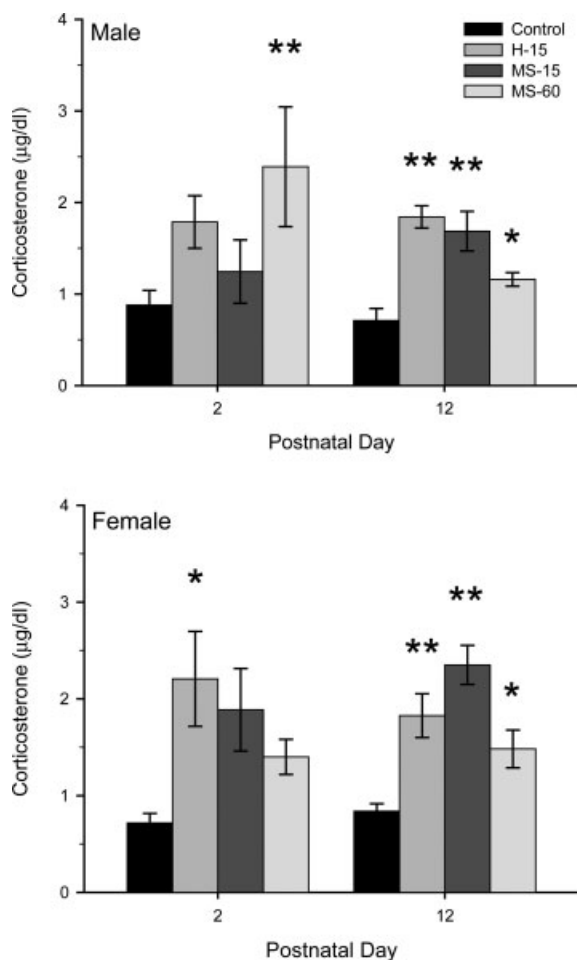 Male
Control
H-15
MS-15
MS-60
4
3
2
1
0
Corticosterone (µg/dl)
**
** ** *
2 12
Postnatal Day
Female
4
3
2
1
0
Corticosterone (µg/dl)
*
** ** *
2 12
Postnatal Day